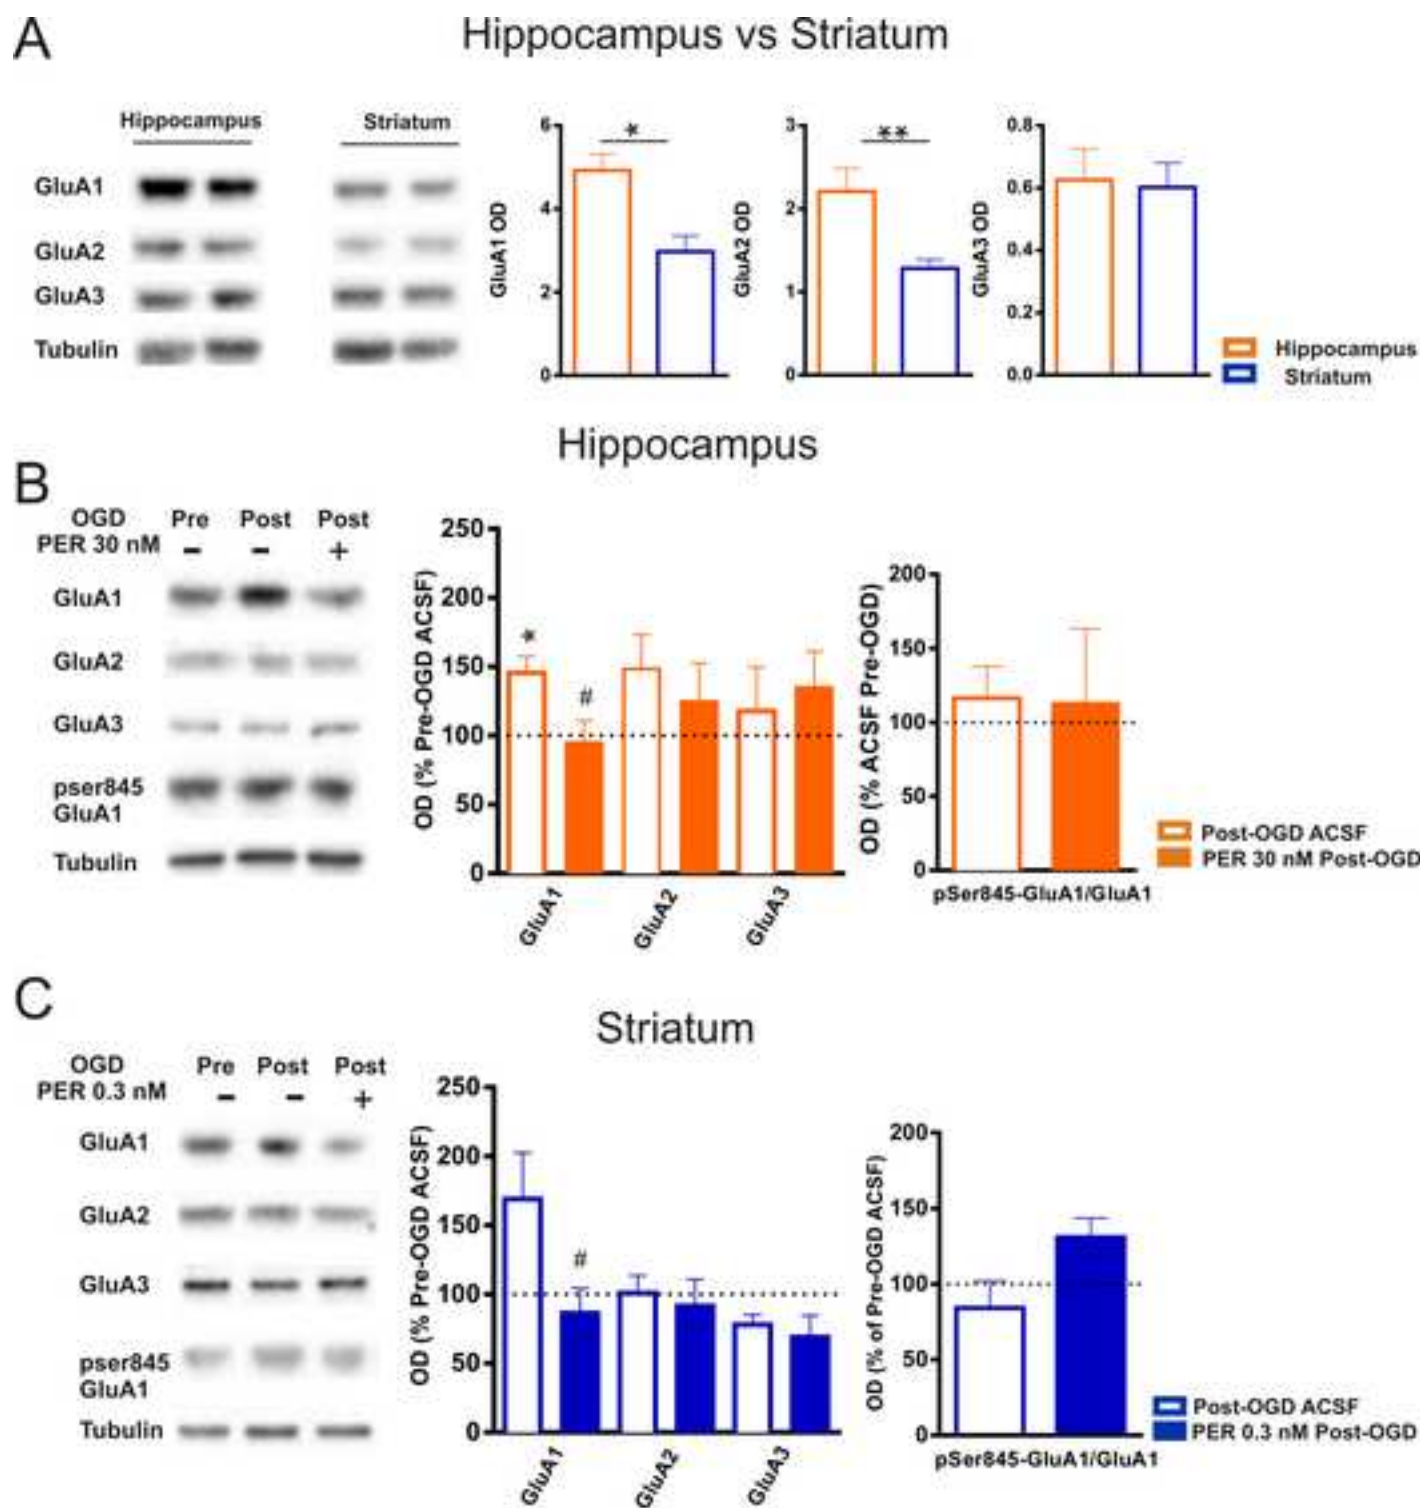 A
Hippocampus vs Striatum
Hippocampus Striatum
GluA1
GluA2
GluA3
Tubulin
GluA1 OD
6
4
2
0
*
GluA2 OD
3
2
1
0
**
GluA3 OD
0.8
0.6
0.4
0.2
0.0
Hippocampus
Striatum
B
Hippocampus
OGD Pre Post Post
PER 30 nM - - +
GluA1
GluA2
GluA3
pser845
GluA1
Tubulin
OD (% Pre-OGD ACSF)
250
200
150
100
50
0
*
#
GluA1 GluA2 GluA3
OD (% ACSF Pre-OGD)
200
150
100
50
0
pSer845-GluA1/GluA1
Post-OGD ACSF
PER 30 nM Post-OGD
C
Striatum
OGD Pre Post Post
PER 0.3 nM - - +
GluA1
GluA2
GluA3
pser845
GluA1
Tubulin
OD (% Pre-OGD ACSF)
250
200
150
100
50
0
#
GluA1 GluA2 GluA3
OD (% of Pre-OGD ACSF)
200
150
100
50
0
pSer845-GluA1/GluA1
Post-OGD ACSF
PER 0.3 nM Post-OGD